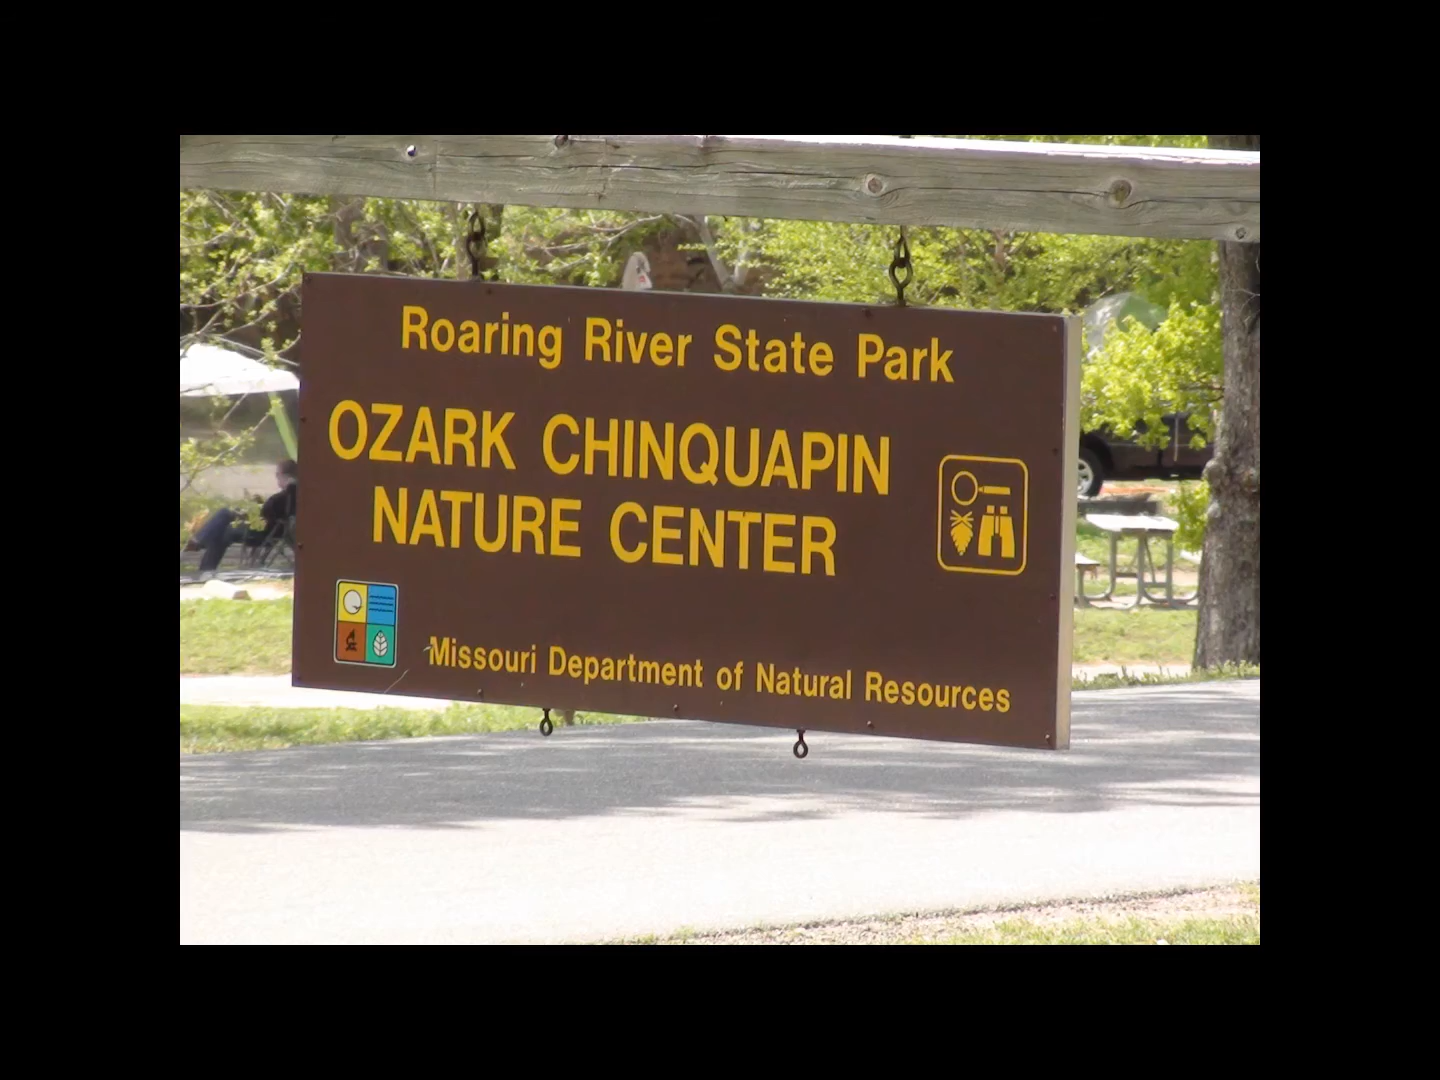 Roaring River State Park
OZARK CHINQUAPIN
NATURE CENTER
Missouri Department of Natural Resources